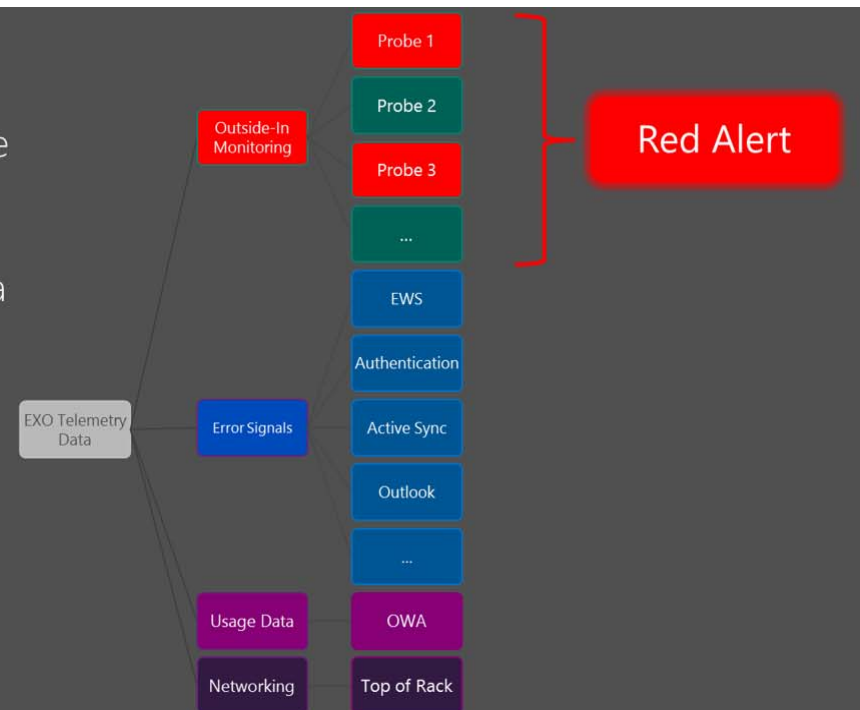 e
a
Probe 1
Probe 2
Outside-In
Monitoring
Probe 3
...
Red Alert
EWS
Authentication
EXO Telemetry
Data
Error Signals
Active Sync
Outlook
...
Usage Data
OWA
Networking
Top of Rack